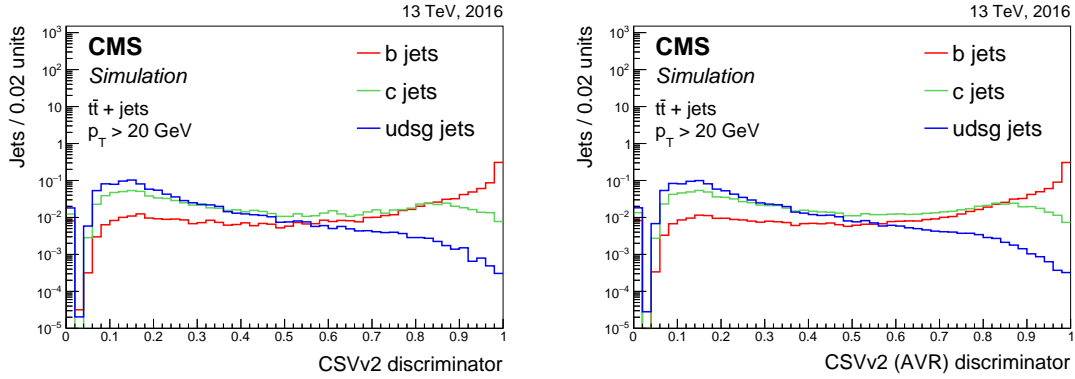 13 TeV, 2016
Jets / 0.02 units
10³
10²
10
1
10⁻¹
10⁻²
10⁻³
10⁻⁴
10⁻⁵
CMS
Simulation
tt̄ + jets
p_T > 20 GeV
b jets
c jets
udsg jets
0 0.1 0.2 0.3 0.4 0.5 0.6 0.7 0.8 0.9 1
CSVv2 discriminator
13 TeV, 2016
Jets / 0.02 units
10³
10²
10
1
10⁻¹
10⁻²
10⁻³
10⁻⁴
10⁻⁵
CMS
Simulation
tt̄ + jets
p_T > 20 GeV
b jets
c jets
udsg jets
0 0.1 0.2 0.3 0.4 0.5 0.6 0.7 0.8 0.9 1
CSVv2 (AVR) discriminator